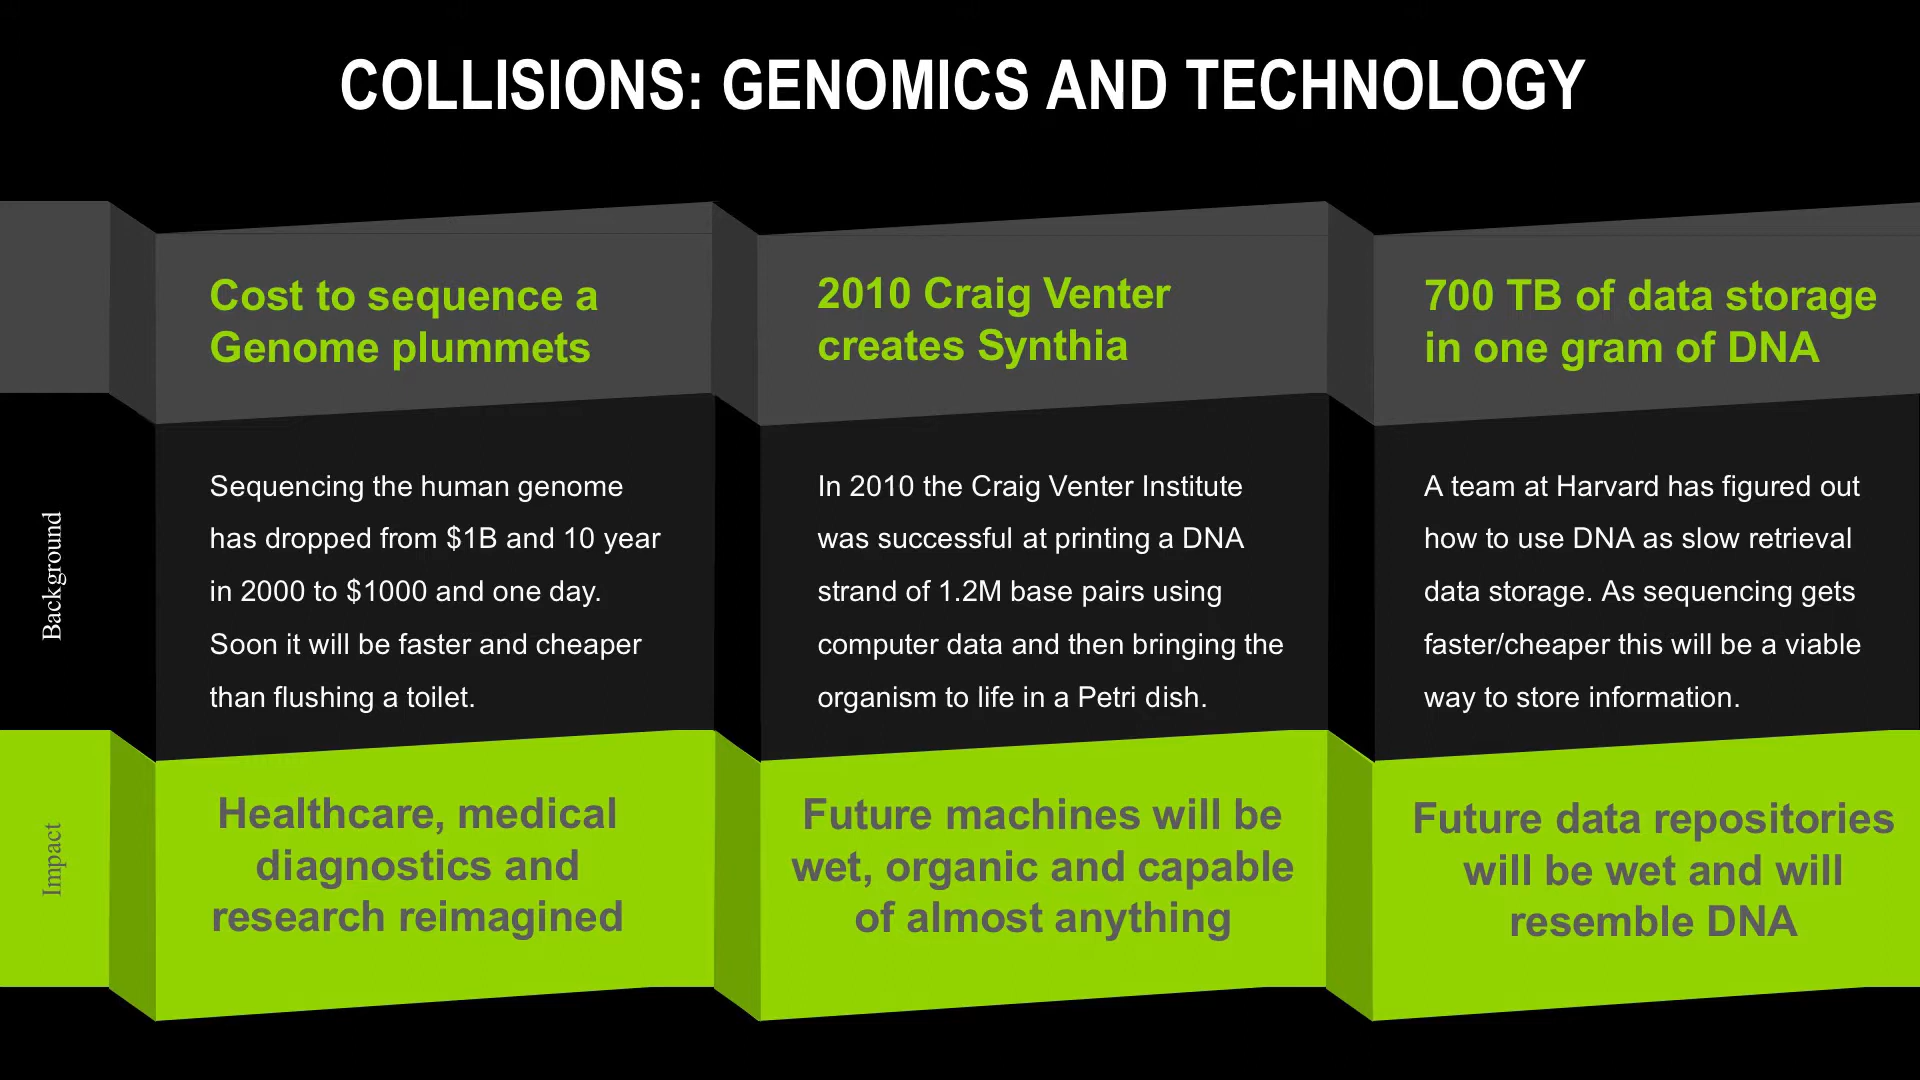 COLLISIONS: GENOMICS AND TECHNOLOGY
Cost to sequence a
Genome plummets
2010 Craig Venter
creates Synthia
700 TB of data storage
in one gram of DNA
Background
Sequencing the human genome
has dropped from $1B and 10 year
in 2000 to $1000 and one day.
Soon it will be faster and cheaper
than flushing a toilet.
In 2010 the Craig Venter Institute
was successful at printing a DNA
strand of 1.2M base pairs using
computer data and then bringing the
organism to life in a Petri dish.
A team at Harvard has figured out
how to use DNA as slow retrieval
data storage. As sequencing gets
faster/cheaper this will be a viable
way to store information.
Impact
Healthcare, medical
diagnostics and
research reimagined
Future machines will be
wet, organic and capable
of almost anything
Future data repositories
will be wet and will
resemble DNA